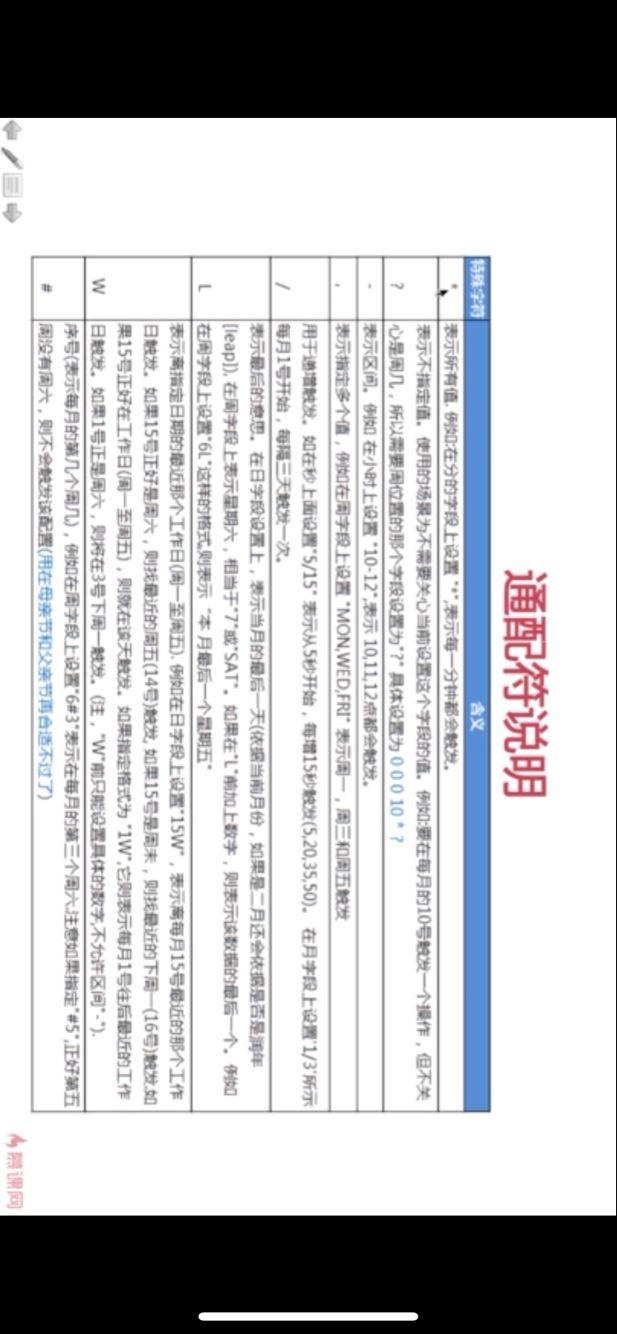 通配符说明
特殊字符 含义
* 表示所有值. 例如:在分的字段上设置 "*",表示每一分钟都会触发。
表示不指定值。使用的场景为不需要关心当前设置这个字段的值。例如:要在每月的10号触发一个操作，但不关
? 心是周几，所以需要周位置的那个字段设置为"?" 具体设置为 0 0 0 10 * ?
- 表示区间。例如 在小时上设置 "10-12",表示 10,11,12点都会触发。
, 表示指定多个值，例如在周字段上设置 "MON,WED,FRI" 表示周一，周三和周五触发
用于递增触发。如在秒上面设置"5/15" 表示从5秒开始，每增15秒触发(5,20,35,50)。 在月字段上设置'1/3'所示
/ 每月1号开始，每隔三天触发一次。
表示最后的意思。在日字段设置上，表示当月的最后一天(依据当前月份，如果是二月还会依据是否是润年
[leap]), 在周字段上表示星期六，相当于"7"或"SAT"。如果在"L"前加上数字，则表示该数据的最后一个。例如
L 在周字段上设置"6L"这样的格式,则表示“本 月最后一个星期五"
表示离指定日期的最近那个工作日(周一至周五). 例如在日字段上设置"15W"，表示离每月15号最近的那个工作
日触发。如果15号正好是周六，则找最近的周五(14号)触发, 如果15号是周未，则找最近的下周一(16号)触发.如
果15号正好在工作日(周一至周五)，则就在该天触发。如果指定格式为 "1W",它则表示每月1号往后最近的工作
W 日触发。如果1号正是周六，则将在3号下周一触发。(注，"W"前只能设置具体的数字,不允许区间"-").
序号(表示每月的第几个周几)，例如在周字段上设置"6#3"表示在每月的第三个周六.注意如果指定"#5",正好第五
# 周没有周六，则不会触发该配置(用在母亲节和父亲节再合适不过了)
慕课网